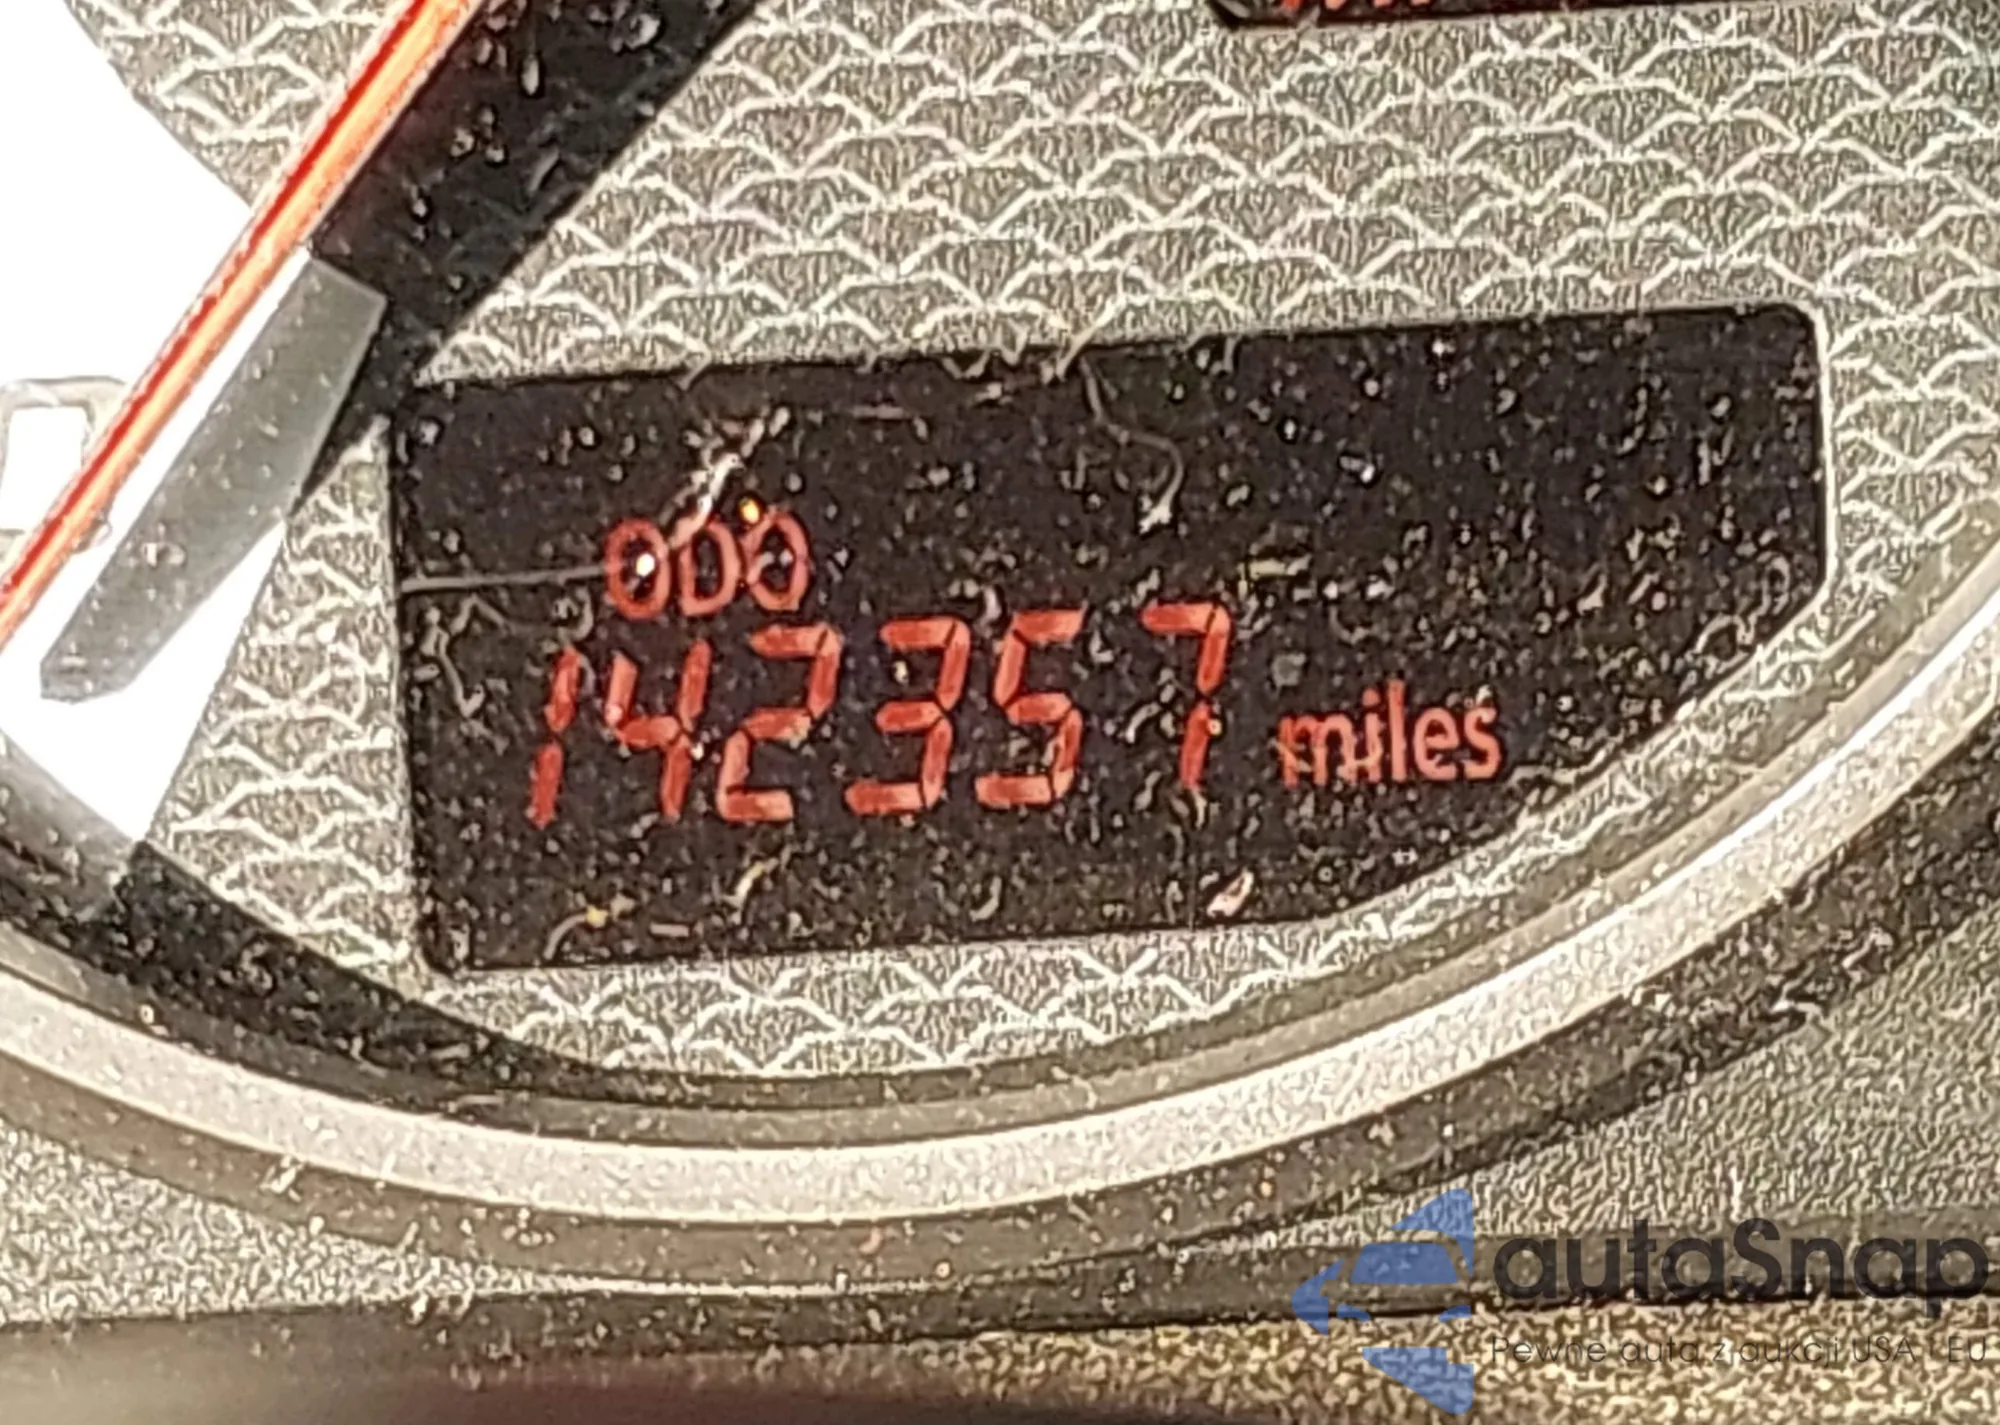 ODO
142357 miles
autaSnap
Pewne auta z aukcji USA i EU